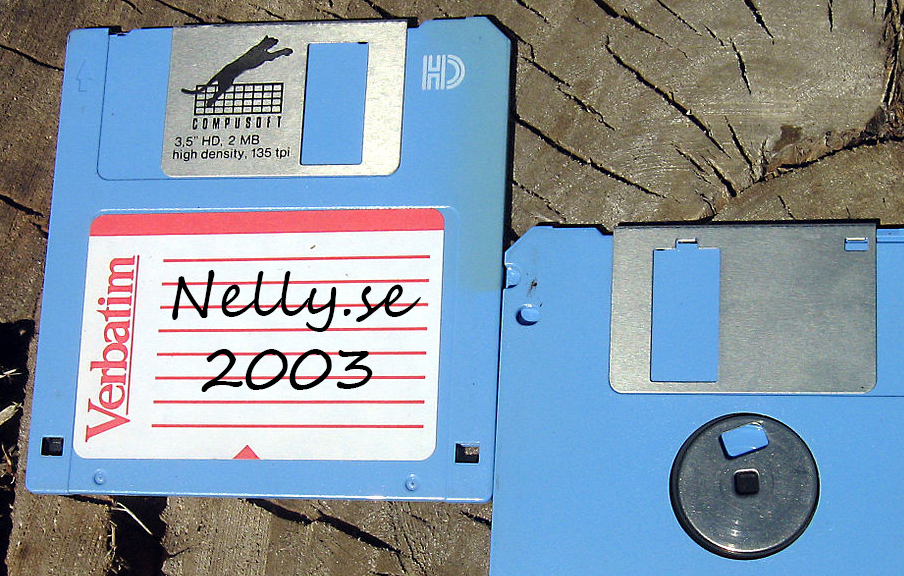 HD
COMPUSOFT
3,5" HD, 2 MB
high density, 135 tpi
Verbatim
Nelly.se
2003